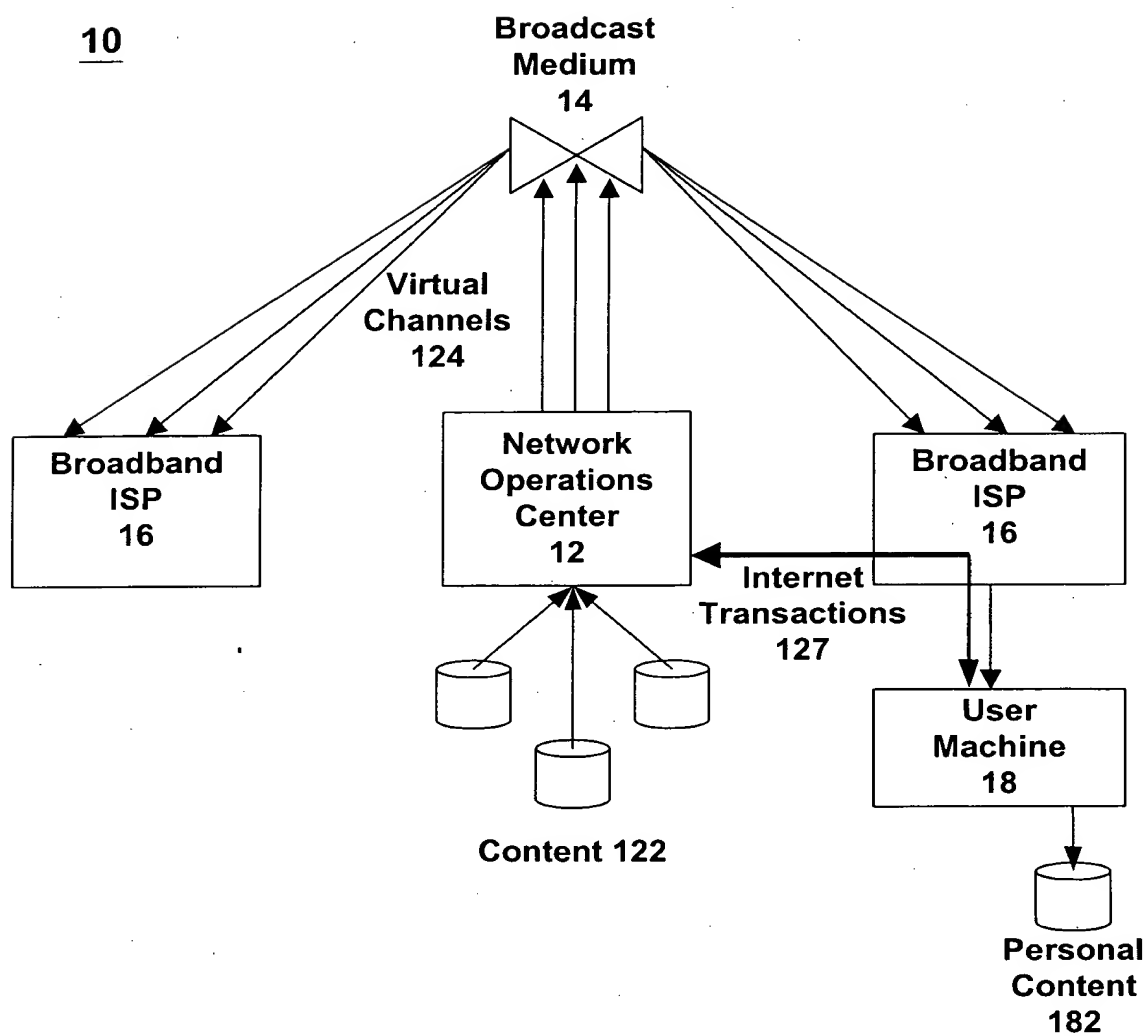 10
Broadcast
Medium
14
Virtual
Channels
124
Broadband
ISP
16
Network
Operations
Center
12
Broadband
ISP
16
Internet
Transactions
127
User
Machine
18
Content 122
Personal
Content
182